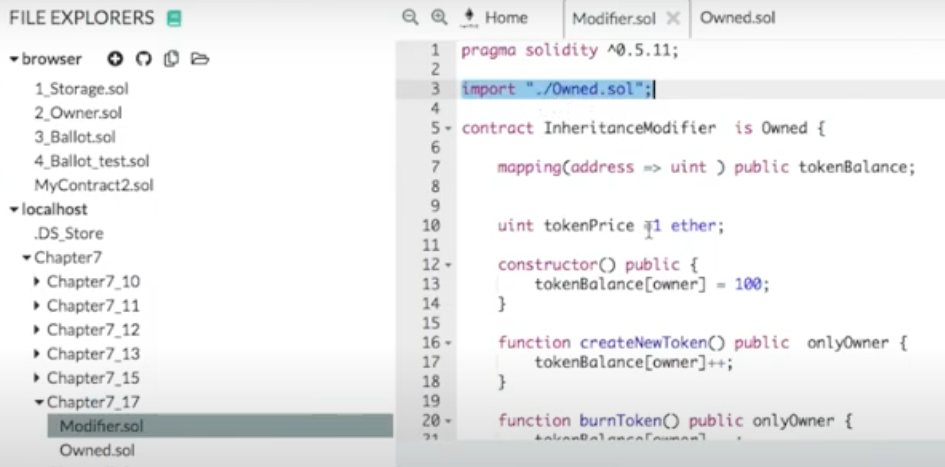 FILE EXPLORERS
browser
1_Storage.sol
2_Owner.sol
3_Ballot.sol
4_Ballot_test.sol
MyContract2.sol
localhost
.DS_Store
Chapter7
Chapter7_10
Chapter7_11
Chapter7_12
Chapter7_13
Chapter7_15
Chapter7_17
Modifier.sol
Owned.sol
Home
Modifier.sol
Owned.sol
1 pragma solidity ^0.5.11;
2
3 import "./Owned.sol";
4
5 contract InheritanceModifier is Owned {
6
7 mapping(address => uint ) public tokenBalance;
8
9
10 uint tokenPrice =1 ether;
11
12 constructor() public {
13 tokenBalance[owner] = 100;
14 }
15
16 function createNewToken() public onlyOwner {
17 tokenBalance[owner]++;
18 }
19
20 function burnToken() public onlyOwner {
21 tokenBalance[owner]